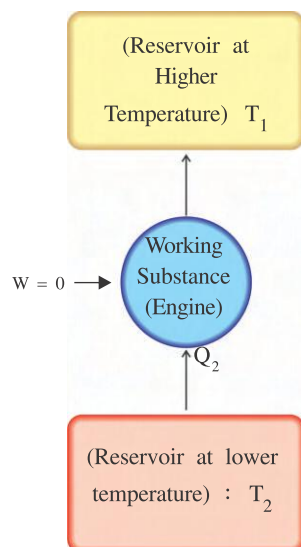 (Reservoir at
Higher
Temperature) T₁
Working
Substance
(Engine)
W = 0
Q₂
(Reservoir at lower
temperature) : T₂